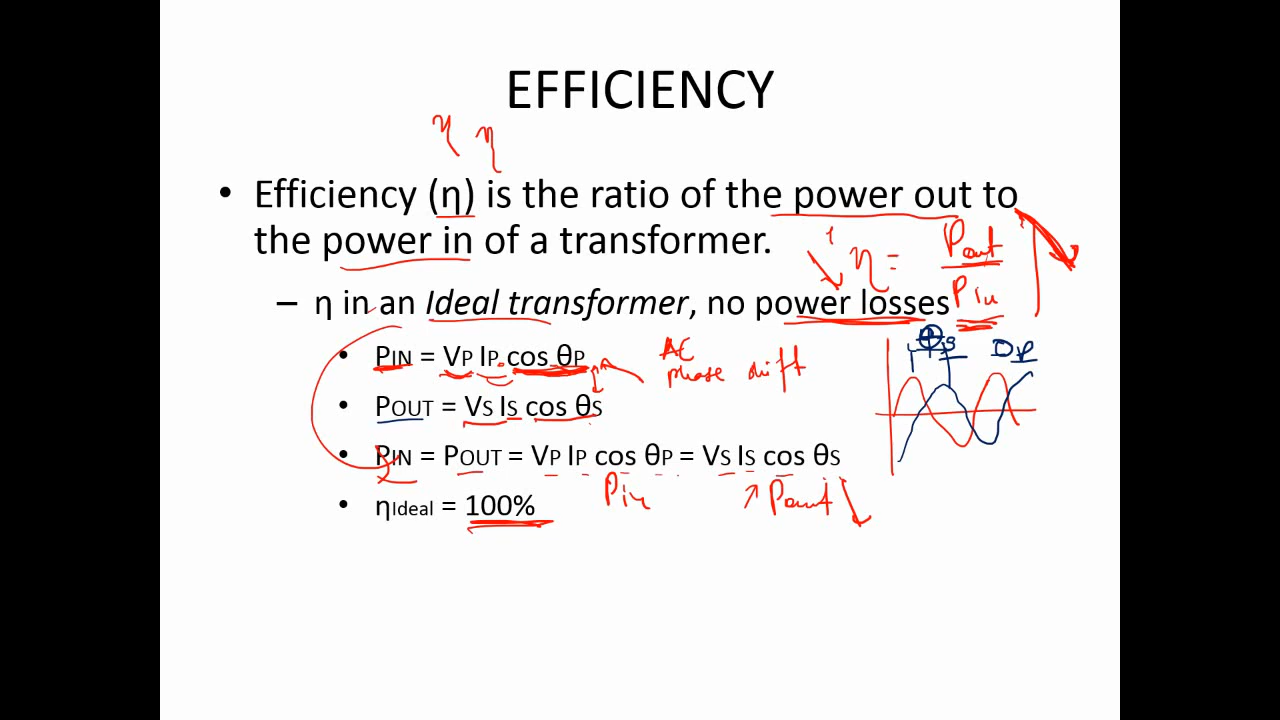 EFFICIENCY
η η
• Efficiency (η) is the ratio of the power out to
the power in of a transformer.
η = Pout
Pin
– η in an Ideal transformer, no power losses
• PIN = VP IP cos θP
AC
phase shift
• POUT = VS IS cos θS
• PIN = POUT = VP IP cos θP = VS IS cos θS
Pin Pout
• ηIdeal = 100%
θS θP